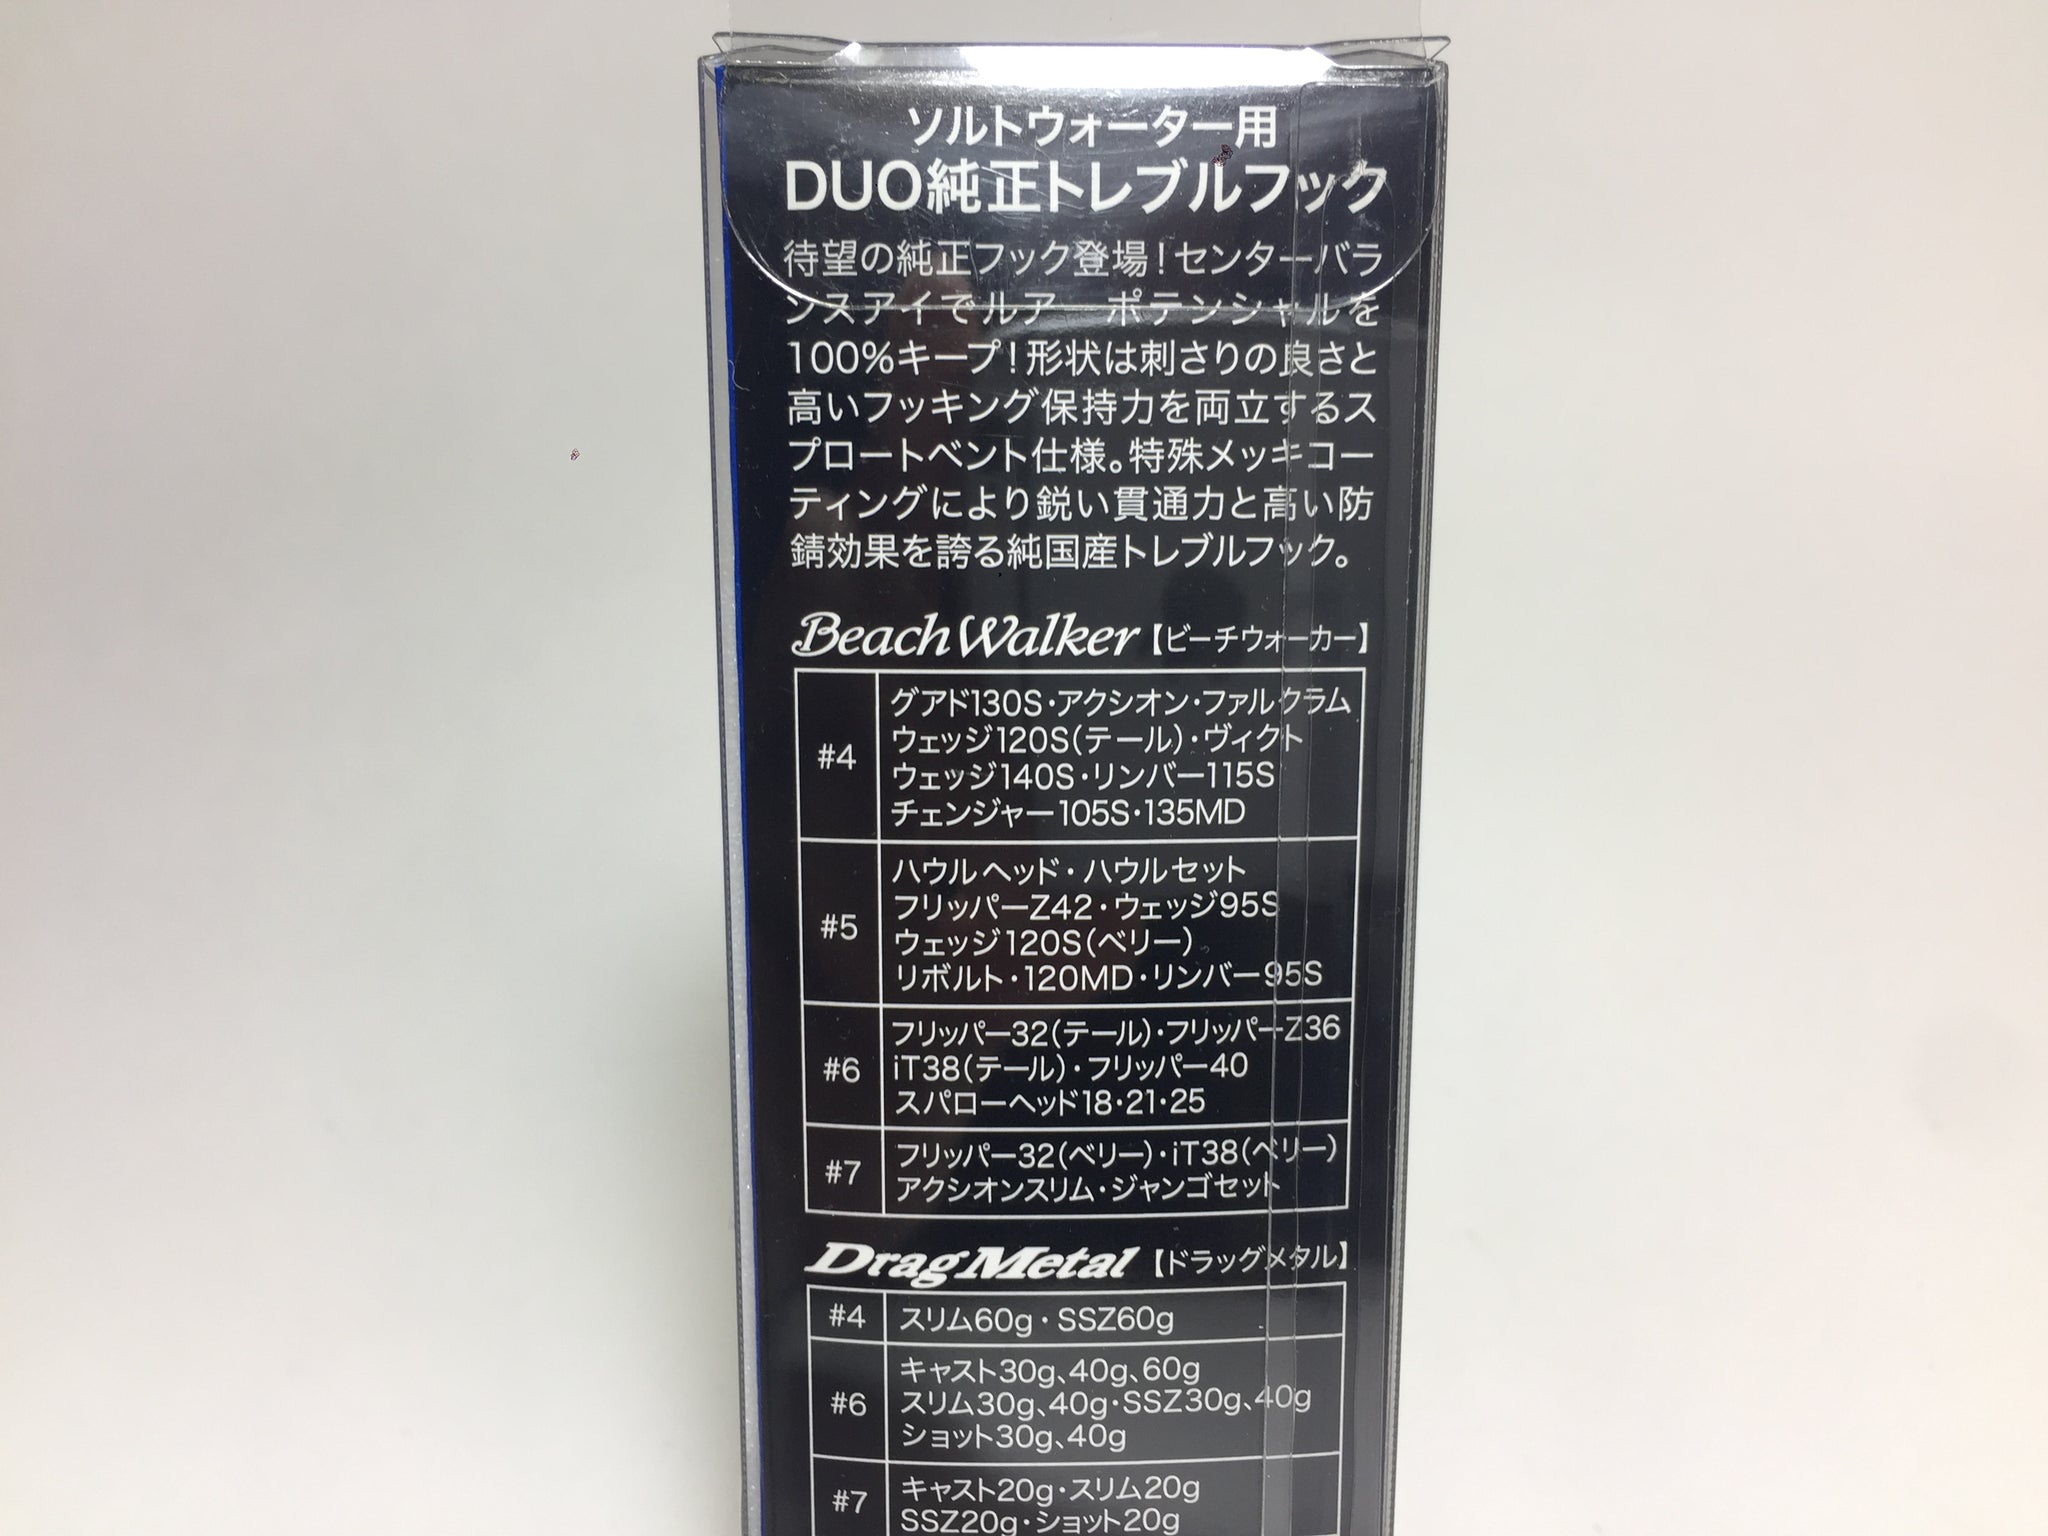 ソルトウォーター用
DUO純正トレブルフック
待望の純正フック登場!センターバラ
ンスアイでルアー ポテンシャルを
100%キープ!形状は刺さりの良さと
高いフッキング保持力を両立するス
プロートベント仕様。特殊メッキコー
ティングにより鋭い貫通力と高い防
錆効果を誇る純国産トレブルフック。
Beach Walker【ビーチウォーカー】
#4
グアド130S・アクシオン・ファルクラム
ウェッジ120S(テール)・ヴィクト
ウェッジ140S・リンバー115S
チェンジャー105S・135MD
#5
ハウルヘッド・ハウルセット
フリッパーZ42・ウェッジ95S
ウェッジ120S(ベリー)
リボルト・120MD・リンバー95S
#6
フリッパー32(テール)・フリッパーZ36
iT38(テール)・フリッパー40
スパローヘッド18・21・25
#7
フリッパー32(ベリー)・iT38(ベリー)
アクシオンスリム・ジャンゴセット
Drag Metal【ドラッグメタル】
#4
スリム60g・SSZ60g
#6
キャスト30g、40g、60g
スリム30g、40g・SSZ30g、40g
ショット30g、40g
#7
キャスト20g・スリム20g
SSZ20g・ショット20g